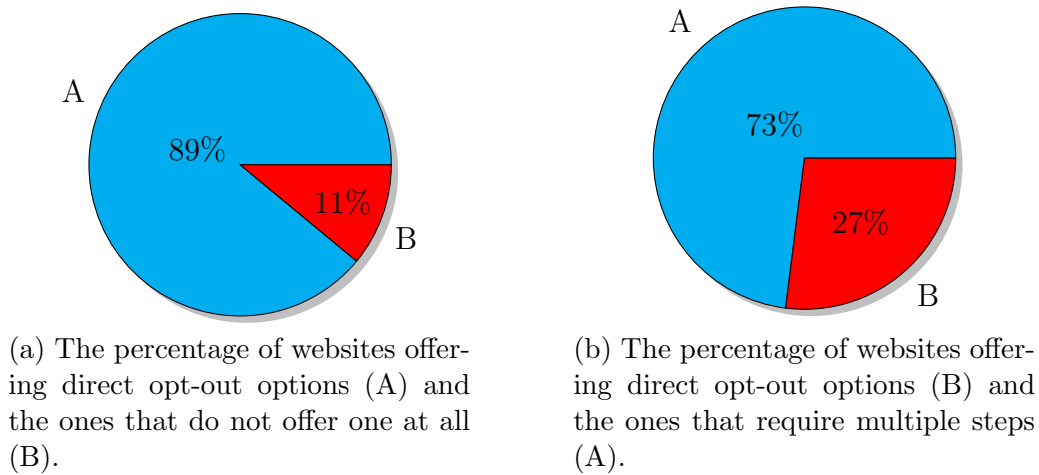 A
89%
11%
B
(a) The percentage of websites offer-
ing direct opt-out options (A) and
the ones that do not offer one at all
(B).
A
73%
27%
B
(b) The percentage of websites offer-
ing direct opt-out options (B) and
the ones that require multiple steps
(A).